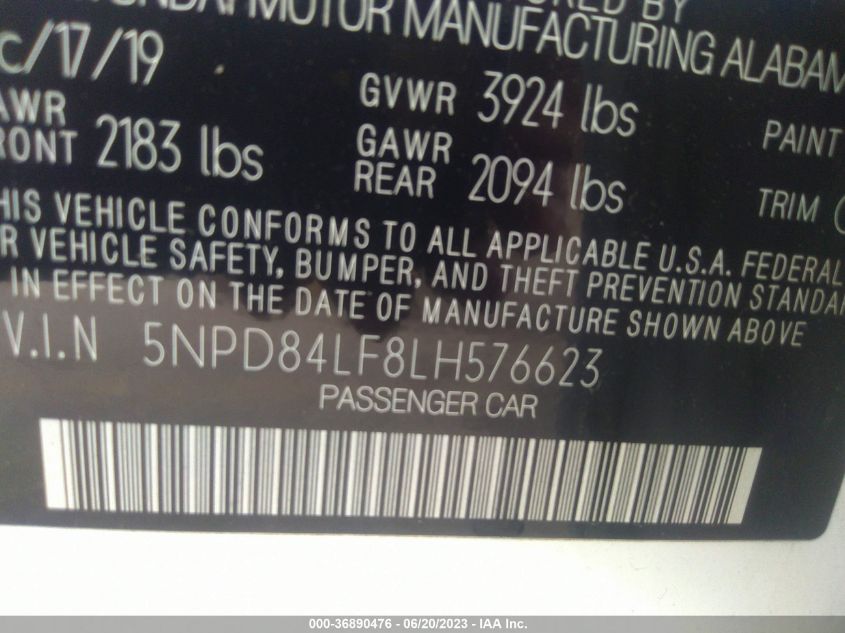 MOTOR MANUFACTURING ALABAM
C/17/19
GVWR 3924 lbs
AWR
RONT 2183 lbs
GAWR
REAR 2094 lbs
PAINT
TRIM
HIS VEHICLE CONFORMS TO ALL APPLICABLE U.S.A. FEDERAL
R VEHICLE SAFETY, BUMPER, AND THEFT PREVENTION STANDA
IN EFFECT ON THE DATE OF MANUFACTURE SHOWN ABOVE
V.I.N 5NPD84LF8LH576623
PASSENGER CAR
000-36890476 - 06/20/2023 - IAA Inc.